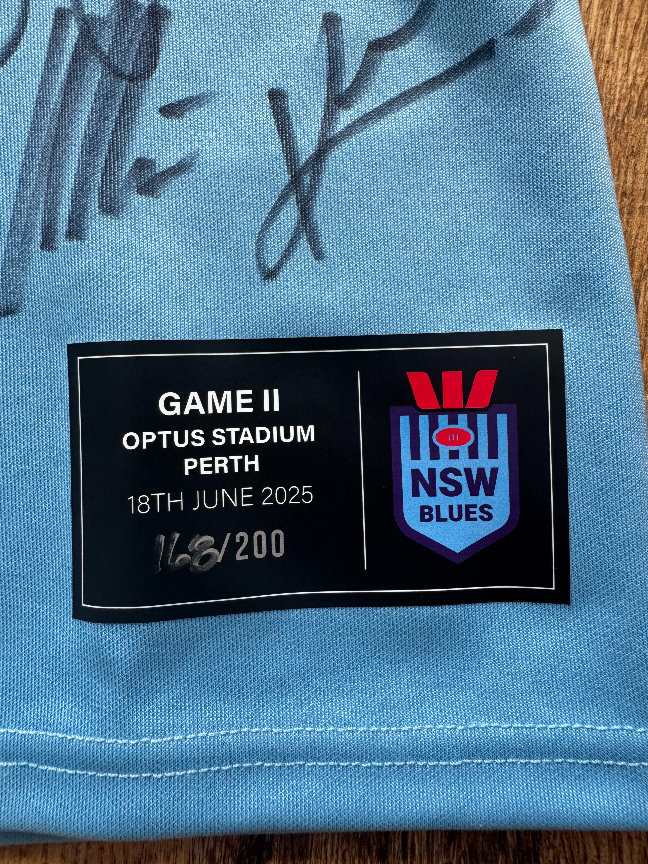 GAME II
OPTUS STADIUM
PERTH
18TH JUNE 2025
168/200
NSW
BLUES